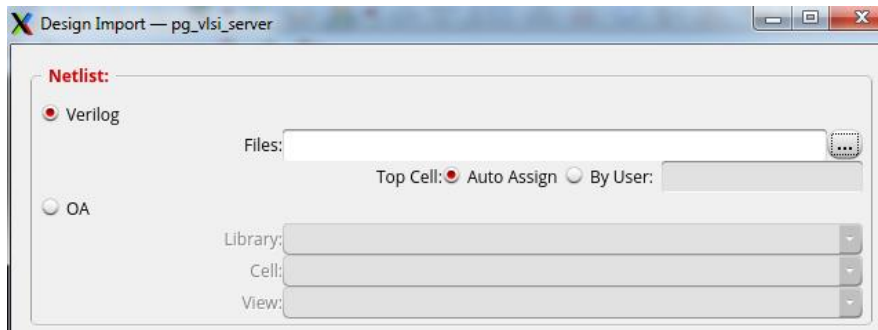 Design Import — pg_vlsi_server
Netlist:
Verilog
Files:
...
Top Cell: Auto Assign By User:
OA
Library:
Cell:
View: